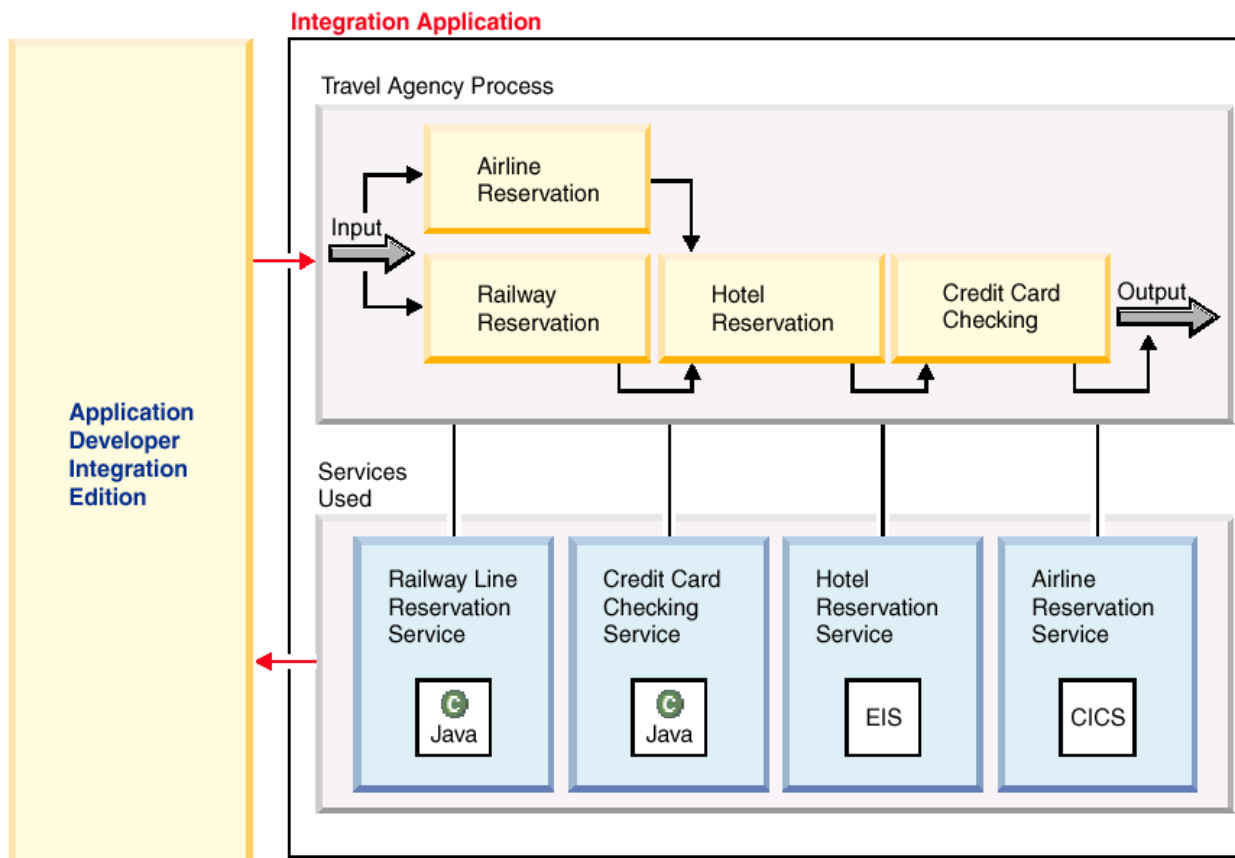 Integration Application
Travel Agency Process
Airline
Reservation
Input
Railway
Reservation
Hotel
Reservation
Credit Card
Checking
Output
Application
Developer
Integration
Edition
Services
Used
Railway Line
Reservation
Service
C
Java
Credit Card
Checking
Service
C
Java
Hotel
Reservation
Service
EIS
Airline
Reservation
Service
CICS